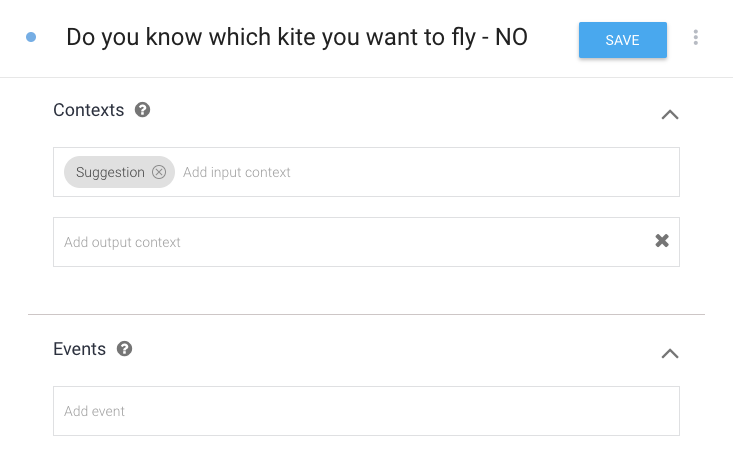 Do you know which kite you want to fly - NO
SAVE
Contexts
Suggestion Add input context
Add output context
Events
Add event